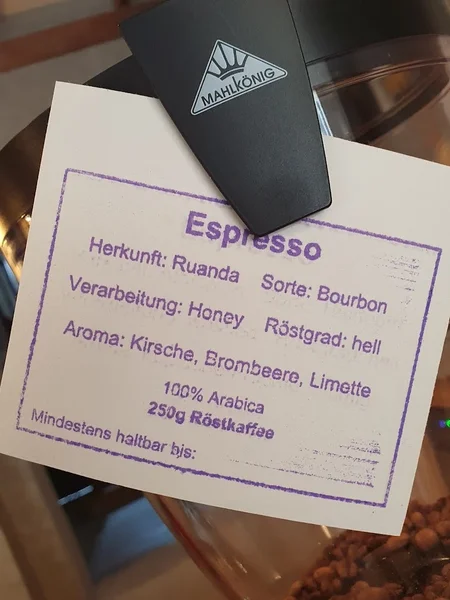 MAHLKÖNIG
Espresso
Herkunft: Ruanda Sorte: Bourbon
Verarbeitung: Honey Röstgrad: hell
Aroma: Kirsche, Brombeere, Limette
100% Arabica
250g Röstkaffee
Mindestens haltbar bis: